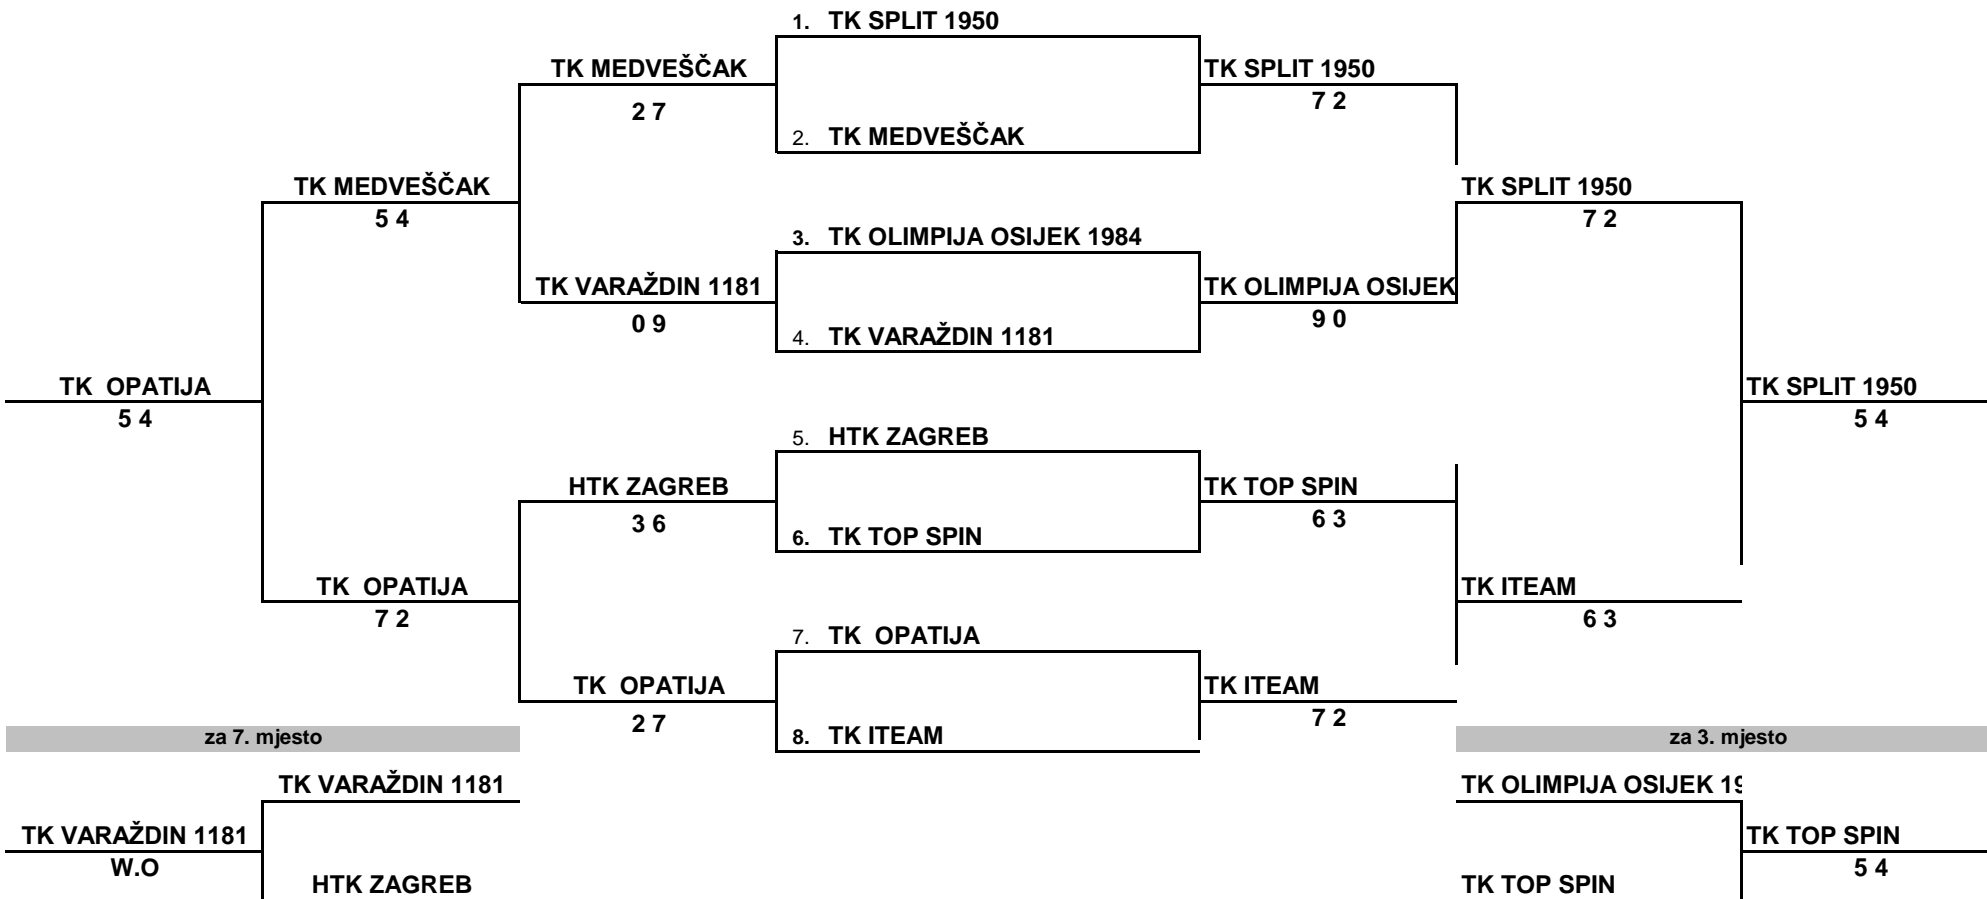 1. TK SPLIT 1950
TK MEDVEŠČAK
TK SPLIT 1950
2 7
7 2
2. TK MEDVEŠČAK
TK MEDVEŠČAK
TK SPLIT 1950
5 4
7 2
3. TK OLIMPIJA OSIJEK 1984
TK VARAŽDIN 1181
TK OLIMPIJA OSIJEK
0 9
9 0
4. TK VARAŽDIN 1181
TK OPATIJA
TK SPLIT 1950
5 4
5 4
5. HTK ZAGREB
HTK ZAGREB
TK TOP SPIN
3 6
6 3
6. TK TOP SPIN
TK OPATIJA
TK ITEAM
7 2
6 3
7. TK OPATIJA
TK OPATIJA
TK ITEAM
2 7
7 2
za 7. mjesto
8. TK ITEAM
za 3. mjesto
TK VARAŽDIN 1181
TK OLIMPIJA OSIJEK 19
TK VARAŽDIN 1181
TK TOP SPIN
W.O
5 4
HTK ZAGREB
TK TOP SPIN